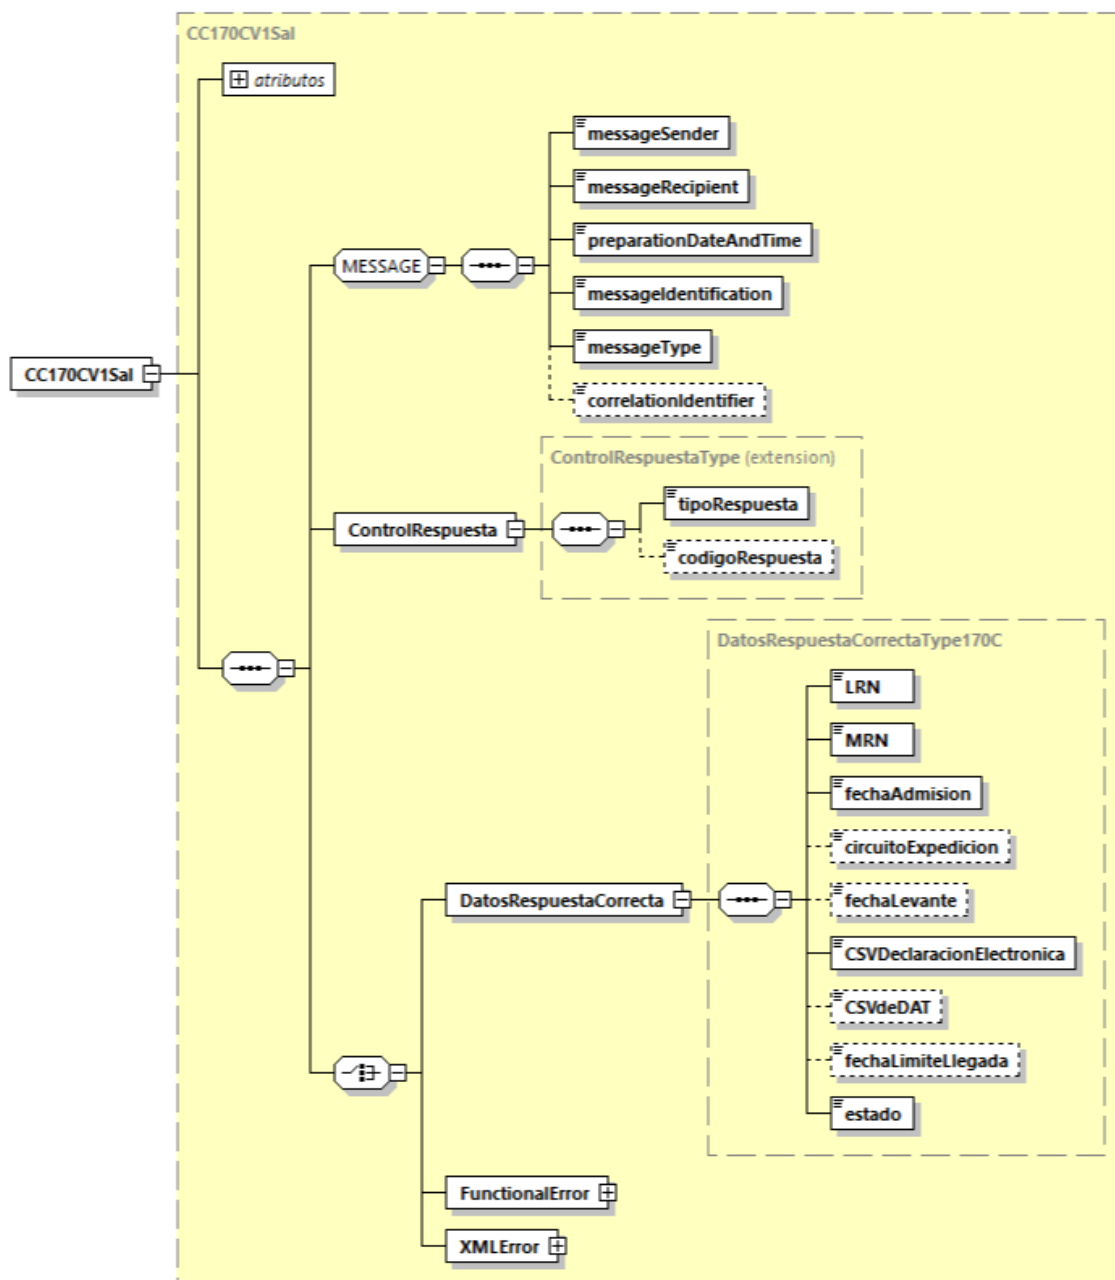 CC170CV1Sal
atributos
messageSender
messageRecipient
preparationDateAndTime
MESSAGE
messageIdentification
messageType
CC170CV1Sal
correlationIdentifier
ControlRespuestaType (extension)
tipoRespuesta
ControlRespuesta
codigoRespuesta
DatosRespuestaCorrectaType170C
LRN
MRN
fechaAdmision
circuitoExpedicion
DatosRespuestaCorrecta
fechaLevante
CSVDeclaracionElectronica
CSVdeDAT
fechaLimiteLlegada
estado
FunctionalError
XMLError